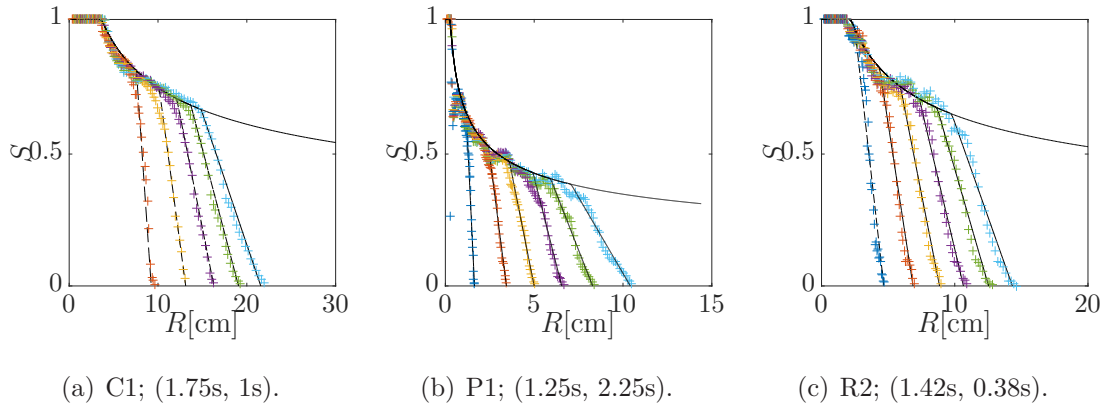 1
S
0.5
0
0 10 20 30
R[cm]
1
S
0.5
0
0 5 10 15
R[cm]
1
S
0.5
0
0 10 20
R[cm]
(a) C1; (1.75s, 1s).
(b) P1; (1.25s, 2.25s).
(c) R2; (1.42s, 0.38s).